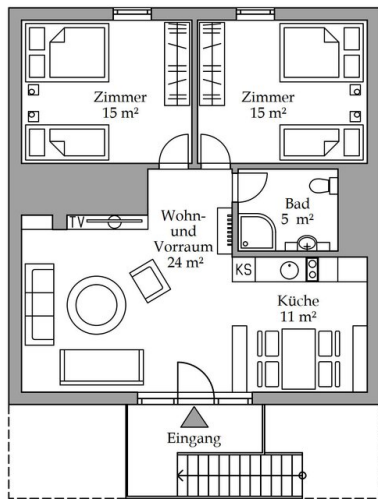 Zimmer
15 m²
Zimmer
15 m²
Bad
5 m²
TV
Wohn-
und
Vorraum
24 m²
KS
Küche
11 m²
Eingang